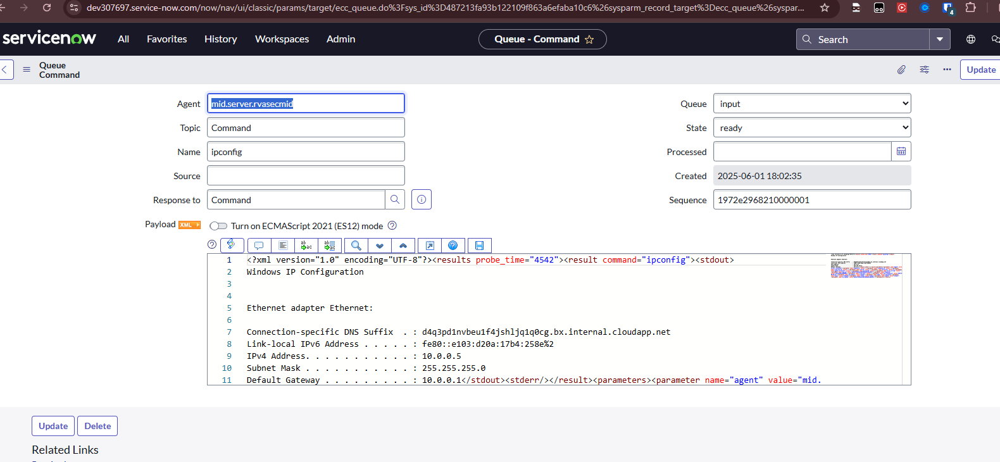 dev307697.service-now.com/now/nav/ui/classic/params/target/ecc_queue.do%3Fsys_id%3D487213fa93b122109f863a6efaba10c6%26sysparm_record_target%3Decc_queue%26syspar...
4
servicenow All Favorites History Workspaces Admin Queue - Command Search
Queue
Command
Update
Agent mid.server.rvasecmid Queue input
Topic Command State ready
Name ipconfig Processed
Source Created 2025-06-01 18:02:35
Response to Command Sequence 1972e2968210000001
Payload XML Turn on ECMAScript 2021 (ES12) mode
1 <?xml version="1.0" encoding="UTF-8"?><results probe_time="4542"><result command="ipconfig"><stdout>
2 Windows IP Configuration
3
4
5 Ethernet adapter Ethernet:
6
7 Connection-specific DNS Suffix . : d4q3pd1nvbeu1f4jshljq1q0cg.bx.internal.cloudapp.net
8 Link-local IPv6 Address . . . . . : fe80::e103:d20a:17b4:258e%2
9 IPv4 Address. . . . . . . . . . . : 10.0.0.5
10 Subnet Mask . . . . . . . . . . . : 255.255.255.0
11 Default Gateway . . . . . . . . . : 10.0.0.1</stdout><stderr/></result><parameters><parameter name="agent" value="mid.
Update Delete
Related Links